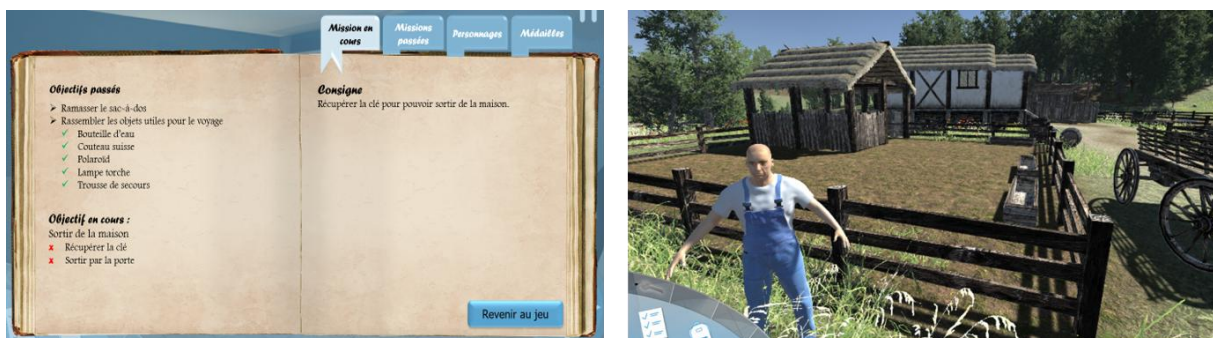 Mission en
cours
Missions
passées
Personnages
Médailles
Objectifs passés
➤ Ramasser le sac-à-dos
➤ Rassembler les objets utiles pour le voyage
✓ Bouteille d'eau
✓ Couteau suisse
✓ Polaroïd
✓ Lampe torche
✓ Trousse de secours
Objectif en cours :
Sortir de la maison
x Récupérer la clé
x Sortir par la porte
Consigne
Récupérer la clé pour pouvoir sortir de la maison.
Revenir au jeu